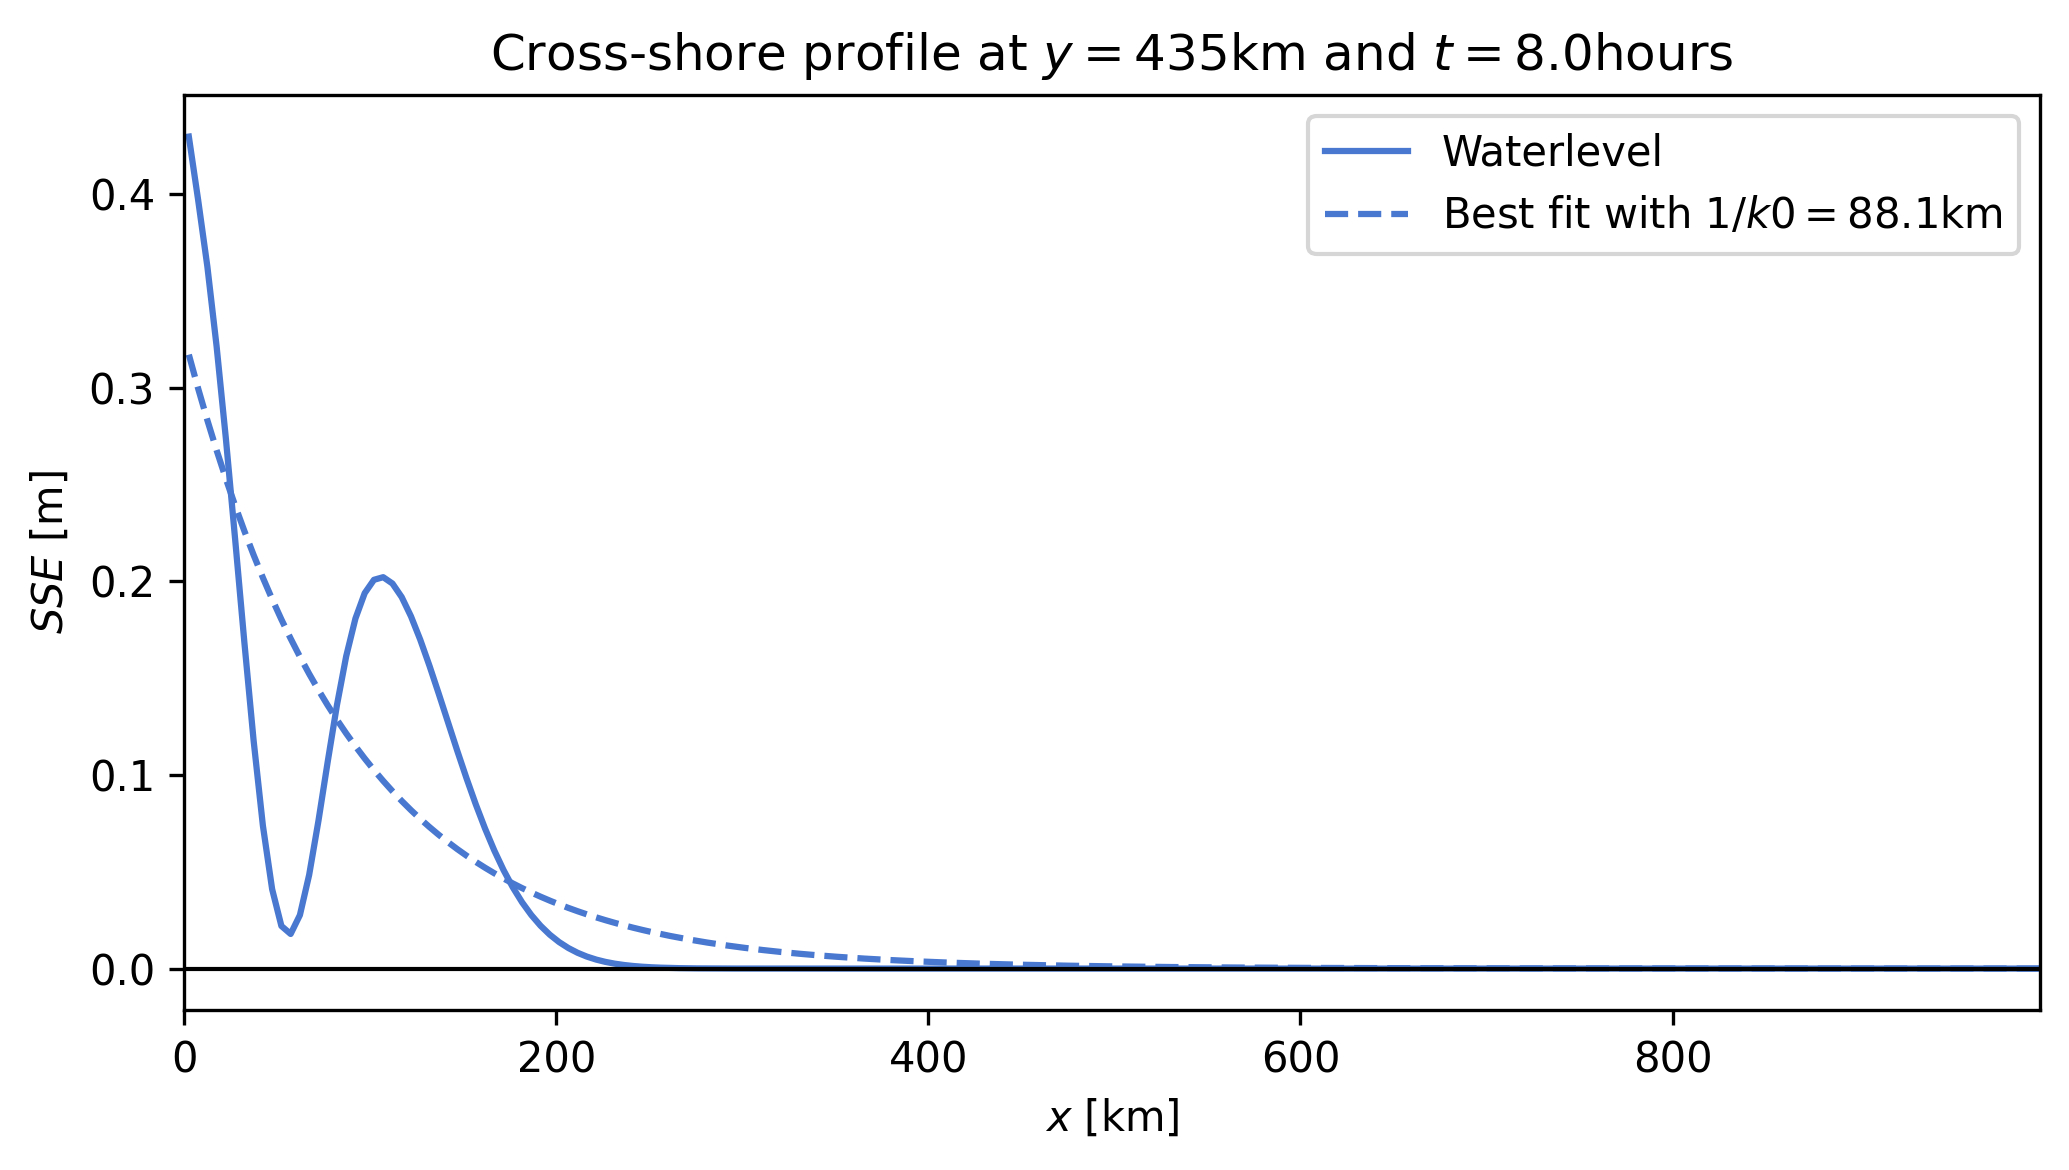 Cross-shore profile at y = 435km and t = 8.0hours
Waterlevel
Best fit with 1/k0 = 88.1km
SSE [m]
0.4
0.3
0.2
0.1
0.0
0 200 400 600 800
x [km]